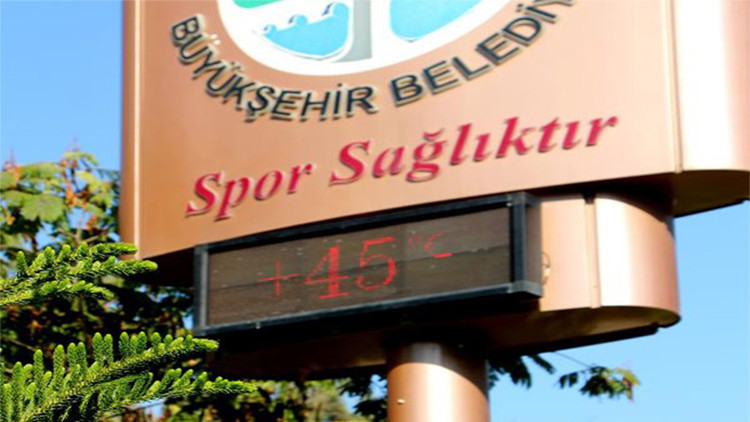 BÜYÜKŞEHİR BELEDİY
Spor Sağlıktır
+45 °C